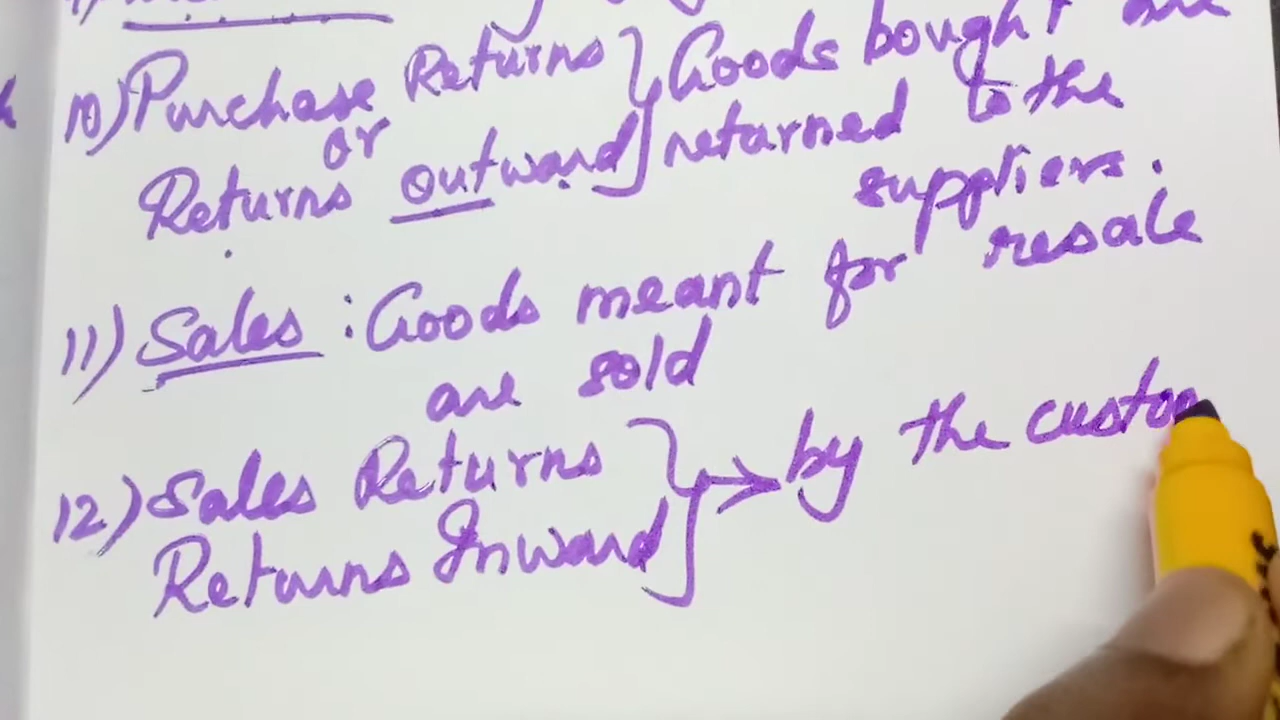 10) Purchase Returns } Goods bought are
or
Returns outward } returned to the
suppliers.
11) Sales : Goods meant for resale
are sold
12) Sales Returns
Returns Inward } → by the custom